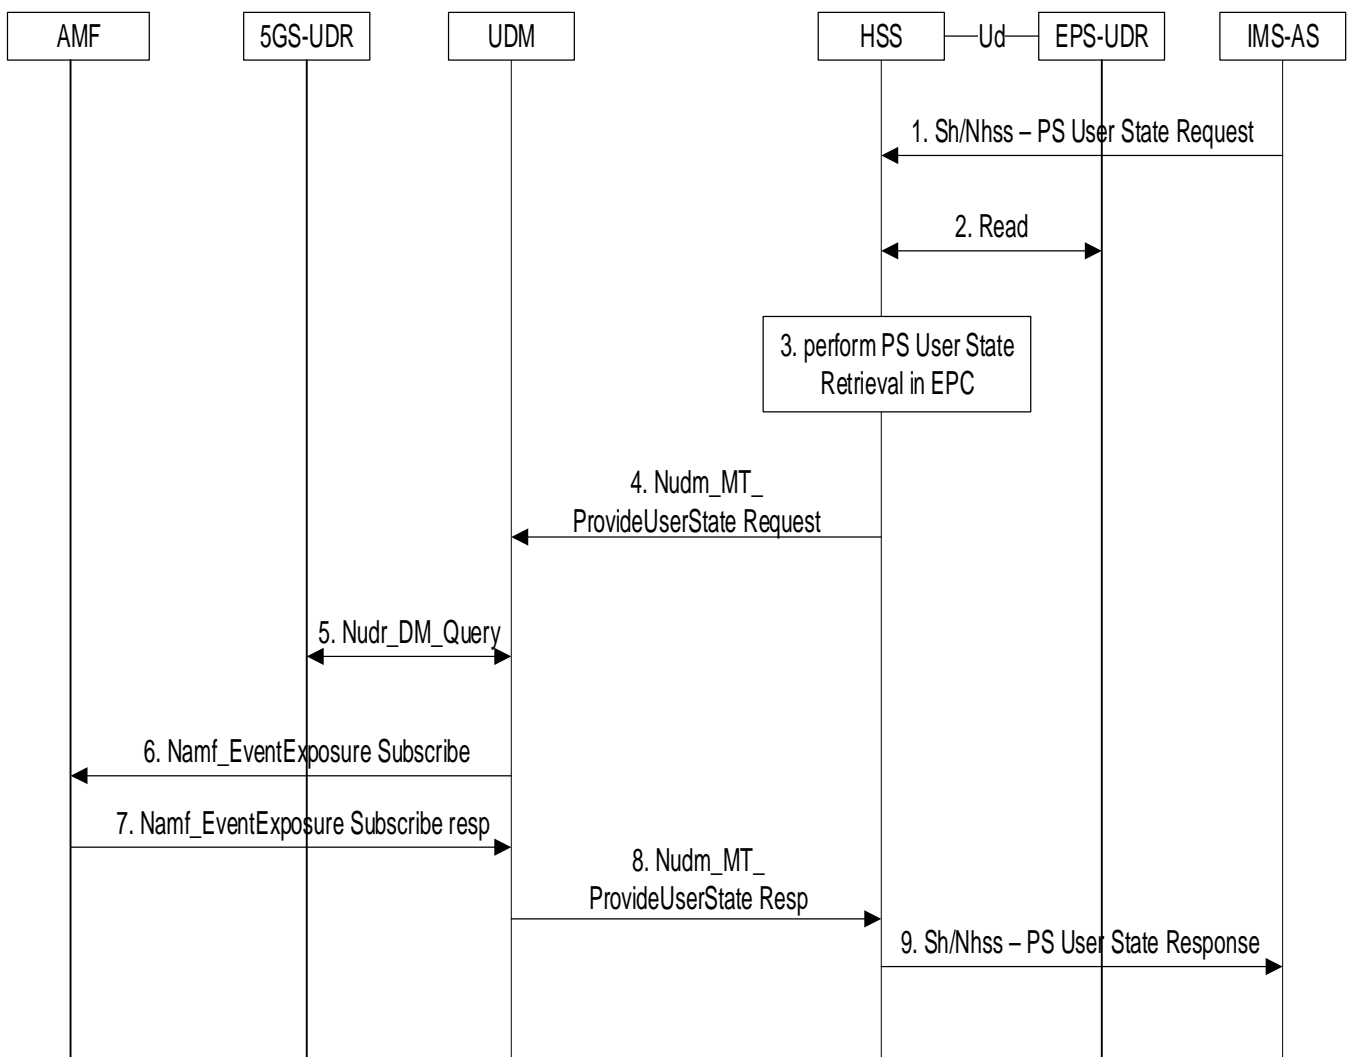 AMF
5GS-UDR
UDM
HSS
Ud
EPS-UDR
IMS-AS
1. Sh/Nhss – PS User State Request
2. Read
3. perform PS User State
Retrieval in EPC
4. Nudm_MT_
ProvideUserState Request
5. Nudr_DM_Query
6. Namf_EventExposure Subscribe
7. Namf_EventExposure Subscribe resp
8. Nudm_MT_
ProvideUserState Resp
9. Sh/Nhss – PS User State Response